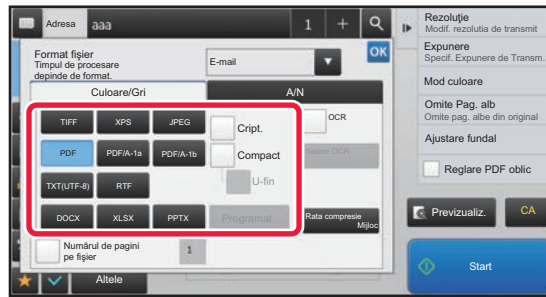 Adresa
aaa
1
Format fișier
Timpul de procesare
depinde de format.
E-mail
OK
Culoare/Gri
A/N
TIFF
XPS
JPEG
Cript.
OCR
PDF
PDF/A-1a
PDF/A-1b
Compact
Setare OCR
TXT(UTF-8)
RTF
U-fin
DOCX
XLSX
PPTX
Programat
Rata compresie
Mijloc
Numărul de pagini
pe fișier
1
Altele
Rezoluţie
Modif. rezolutia de transmit
Expunere
Specif. Expunere de Transm.
Mod culoare
Omite Pag. alb
Omite pag. albe din original
Ajustare fundal
Reglare PDF oblic
Previzualiz.
CA
Start